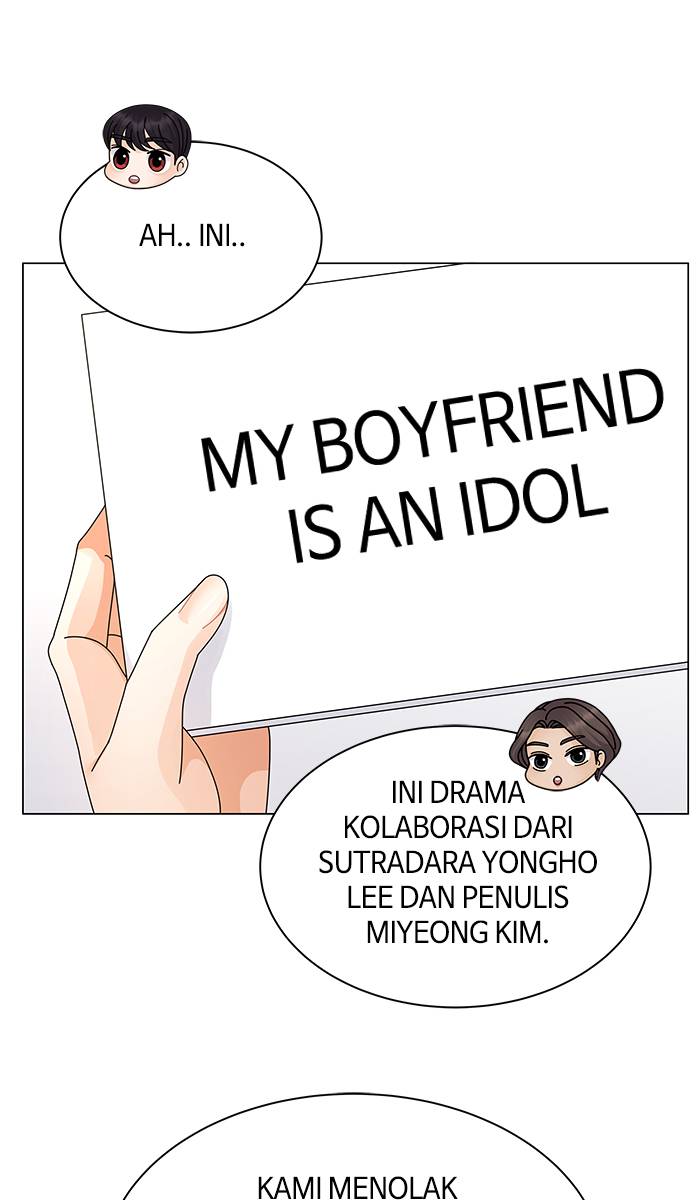 AH.. INI..
MY BOYFRIEND
IS AN IDOL
INI DRAMA
KOLABORASI DARI
SUTRADARA YONGHO
LEE DAN PENULIS
MIYEONG KIM.
KAMI MENOLAK